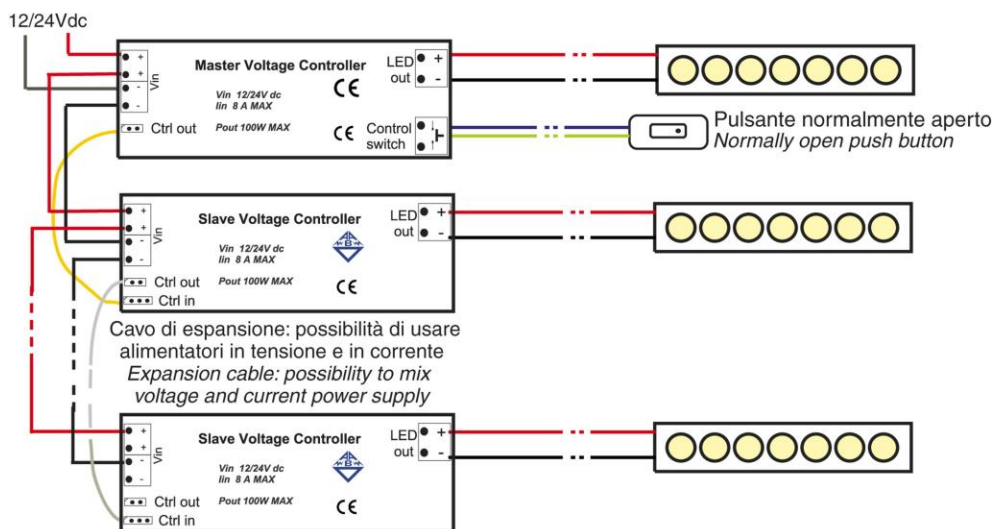 12/24Vdc
+
+
-
-
Vin
Master Voltage Controller
Vin 12/24V dc
Iin 8 A MAX
Pout 100W MAX
CE
CE
LED + 
out -
Ctrl out
Control
switch
Pulsante normalmente aperto
Normally open push button
+
+
-
-
Vin
Slave Voltage Controller
Vin 12/24V dc
Iin 8 A MAX
Pout 100W MAX
AAB
CE
LED +
out -
Ctrl out
Ctrl in
Cavo di espansione: possibilità di usare
alimentatori in tensione e in corrente
Expansion cable: possibility to mix
voltage and current power supply
+
+
-
-
Vin
Slave Voltage Controller
Vin 12/24V dc
Iin 8 A MAX
Pout 100W MAX
AAB
CE
LED +
out -
Ctrl out
Ctrl in